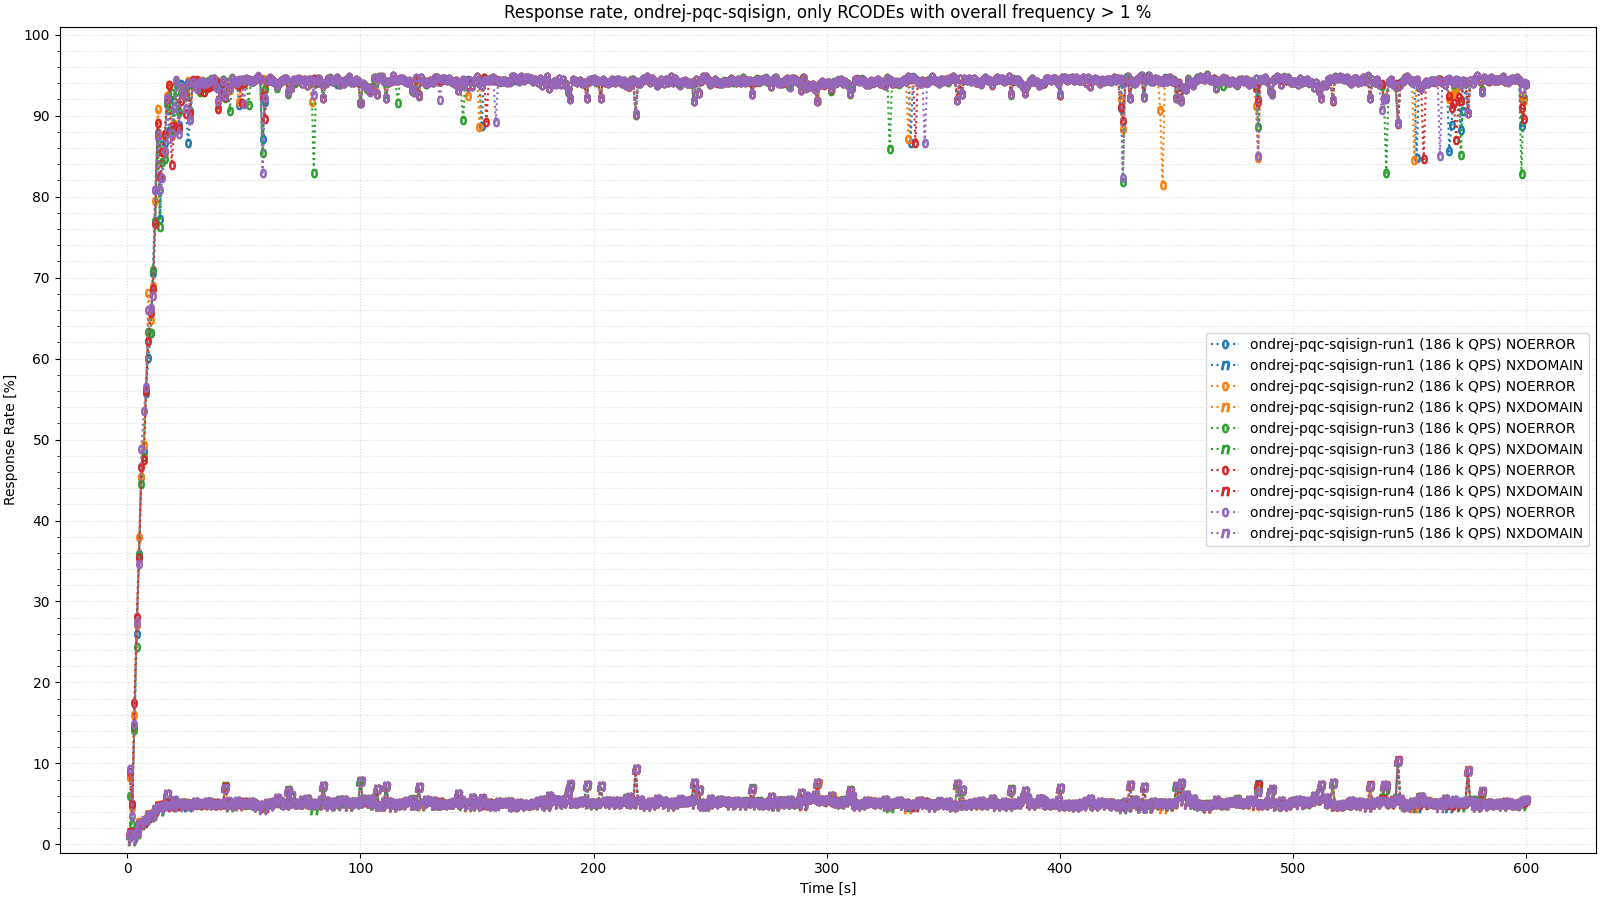 Response rate, ondrej-pqc-sqisign, only RCODEs with overall frequency > 1 %
Response Rate [%]
100
90
80
70
60
50
40
30
20
10
0
ondrej-pqc-sqisign-run1 (186 k QPS) NOERROR
ondrej-pqc-sqisign-run1 (186 k QPS) NXDOMAIN
ondrej-pqc-sqisign-run2 (186 k QPS) NOERROR
ondrej-pqc-sqisign-run2 (186 k QPS) NXDOMAIN
ondrej-pqc-sqisign-run3 (186 k QPS) NOERROR
ondrej-pqc-sqisign-run3 (186 k QPS) NXDOMAIN
ondrej-pqc-sqisign-run4 (186 k QPS) NOERROR
ondrej-pqc-sqisign-run4 (186 k QPS) NXDOMAIN
ondrej-pqc-sqisign-run5 (186 k QPS) NOERROR
ondrej-pqc-sqisign-run5 (186 k QPS) NXDOMAIN
0 100 200 300 400 500 600
Time [s]